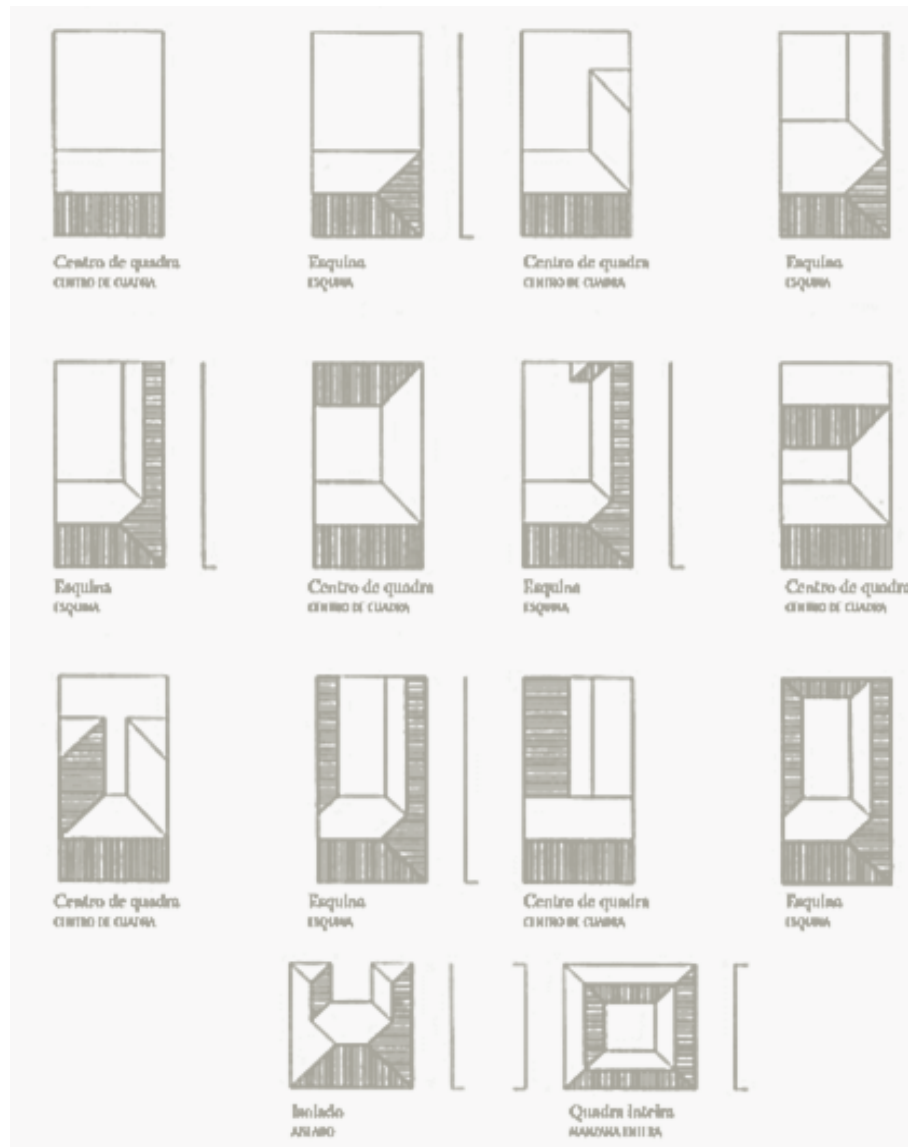 Centro de quadra
CENTRO DE CUADRA
Esquina
ESQUINA
Centro de quadra
CENTRO DE CUADRA
Esquina
ESQUINA
Esquina
ESQUINA
Centro de quadra
CENTRO DE CUADRA
Esquina
ESQUINA
Centro de quadra
CENTRO DE CUADRA
Centro de quadra
CENTRO DE CUADRA
Esquina
ESQUINA
Centro de quadra
CENTRO DE CUADRA
Esquina
ESQUINA
Isolado
AISLADO
Quadra inteira
MANZANA ENTERA